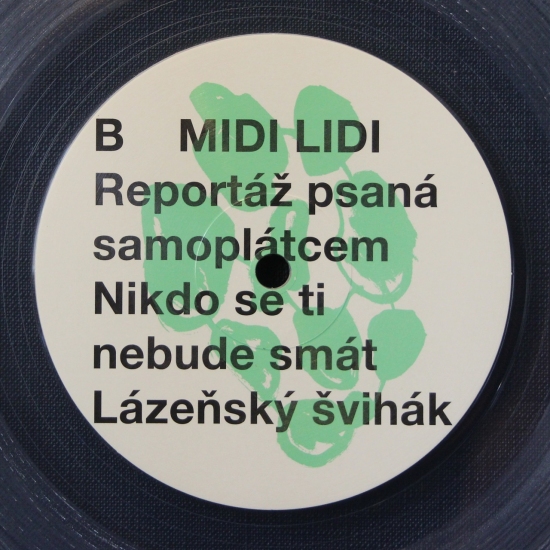 B MIDI LIDI
Reportáž psaná
samoplátcem
Nikdo se ti
nebude smát
Lázeňský švihák